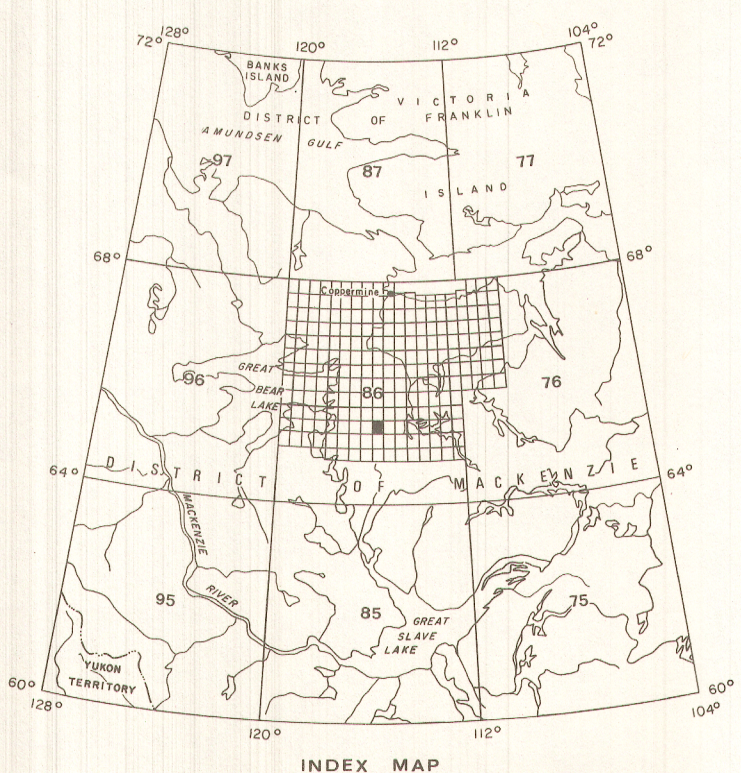 128° 120° 112° 104°
72° 72°
BANKS
ISLAND
VICTORIA
DISTRICT OF FRANKLIN
AMUNDSEN GULF
97 87 77
ISLAND
68° 68°
Coppermine
GREAT
BEAR
LAKE
96 86 76
DISTRICT OF MACKENZIE
64° 64°
MACKENZIE
RIVER
95 85 75
GREAT
SLAVE
LAKE
YUKON
TERRITORY
60° 60°
128° 120° 112° 104°
INDEX MAP